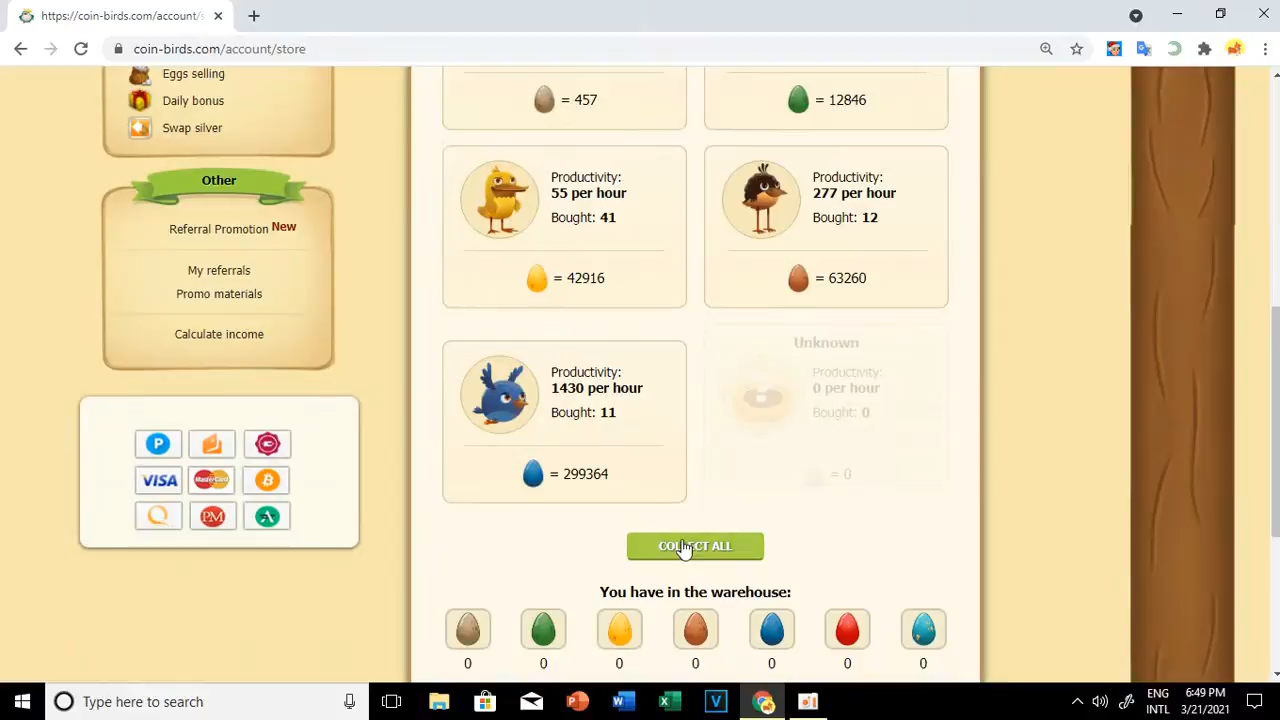 https://coin-birds.com/account/s
coin-birds.com/account/store
Eggs selling
Daily bonus
Swap silver
Other
Referral Promotion New
My referrals
Promo materials
Calculate income
P
VISA MasterCard
PM
= 457
= 12846
Productivity:
55 per hour
Bought: 41
= 42916
Productivity:
277 per hour
Bought: 12
= 63260
Productivity:
1430 per hour
Bought: 11
= 299364
Unknown
Productivity:
0 per hour
Bought: 0
= 0
COLLECT ALL
You have in the warehouse:
0 0 0 0 0 0 0
Type here to search
ENG
INTL
6:49 PM
3/21/2021